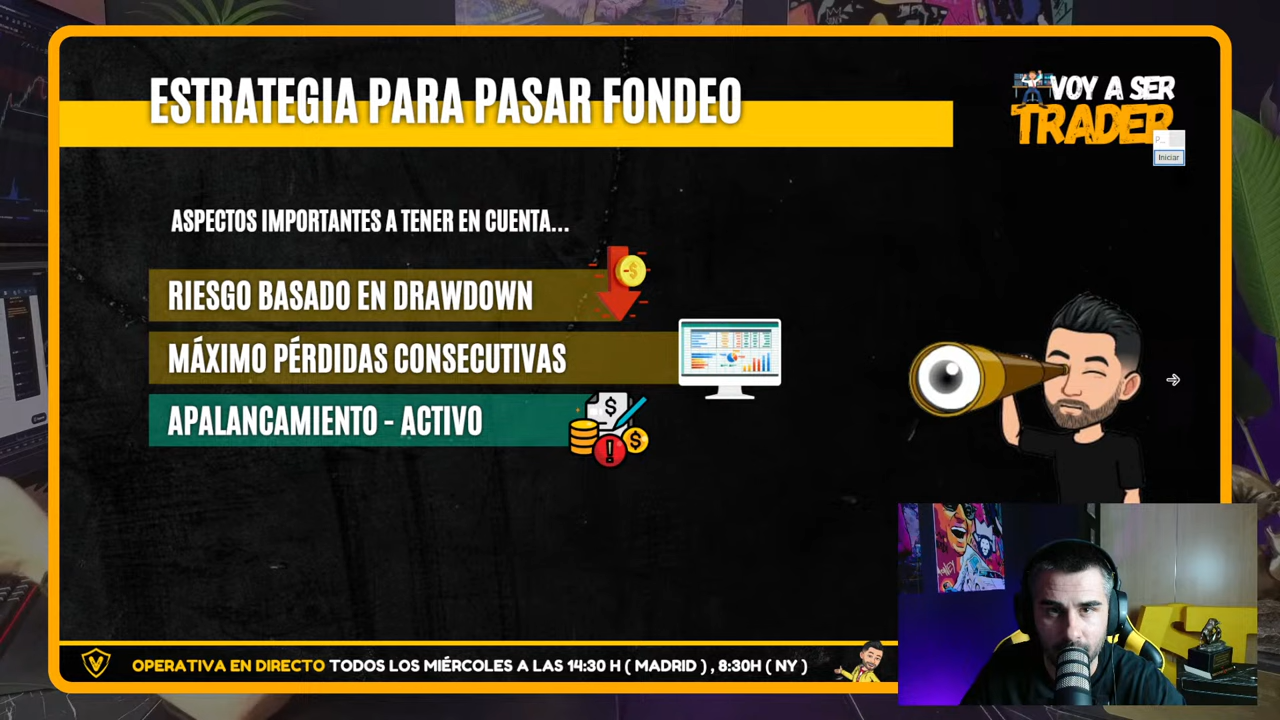 ESTRATEGIA PARA PASAR FONDEO
VOY A SER
TRADER
P...
Iniciar
ASPECTOS IMPORTANTES A TENER EN CUENTA...
RIESGO BASADO EN DRAWDOWN
MÁXIMO PÉRDIDAS CONSECUTIVAS
APALANCAMIENTO - ACTIVO
OPERATIVA EN DIRECTO TODOS LOS MIÉRCOLES A LAS 14:30 H ( MADRID ) , 8:30H ( NY )